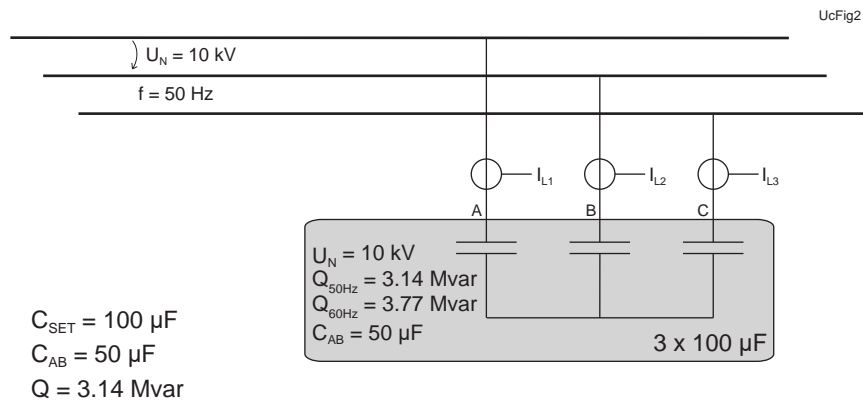 UcFig2
U_N = 10 kV
f = 50 Hz
I_L1
I_L2
I_L3
A
B
C
U_N = 10 kV
Q_50Hz = 3.14 Mvar
Q_60Hz = 3.77 Mvar
C_AB = 50 µF
3 x 100 µF
C_SET = 100 µF
C_AB = 50 µF
Q = 3.14 Mvar